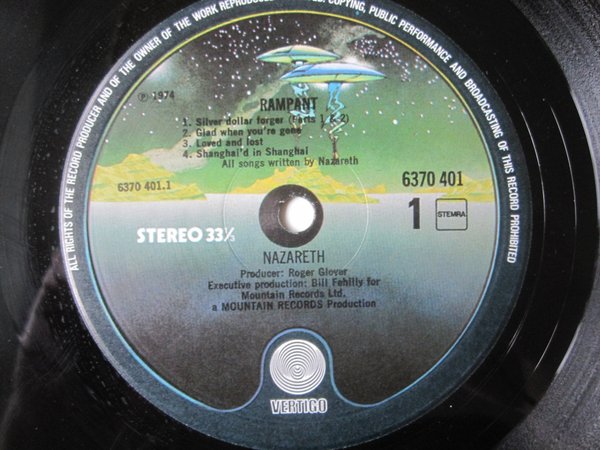 ALL RIGHTS OF THE RECORD PRODUCER AND OF THE OWNER OF THE WORK REPRODUCED COPYING, PUBLIC PERFORMANCE AND BROADCASTING OF THIS RECORD PROHIBITED
℗ 1974
RAMPANT
1. Silver dollar forger (Parts 1 & 2)
2. Glad when you're gone
3. Loved and lost
4. Shanghai'd in Shanghai
All songs written by Nazareth
6370 401.1
6370 401
1
STEMRA
STEREO 33⅓
NAZARETH
Producer: Roger Glover
Executive production: Bill Fehilly for
Mountain Records Ltd.
a MOUNTAIN RECORDS Production
VERTIGO